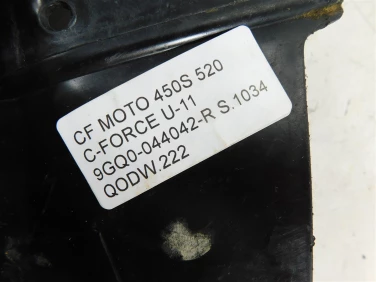 CF MOTO 450S 520
C-FORCE U-11
9GQ0-044042-R S.1034
QODW.222